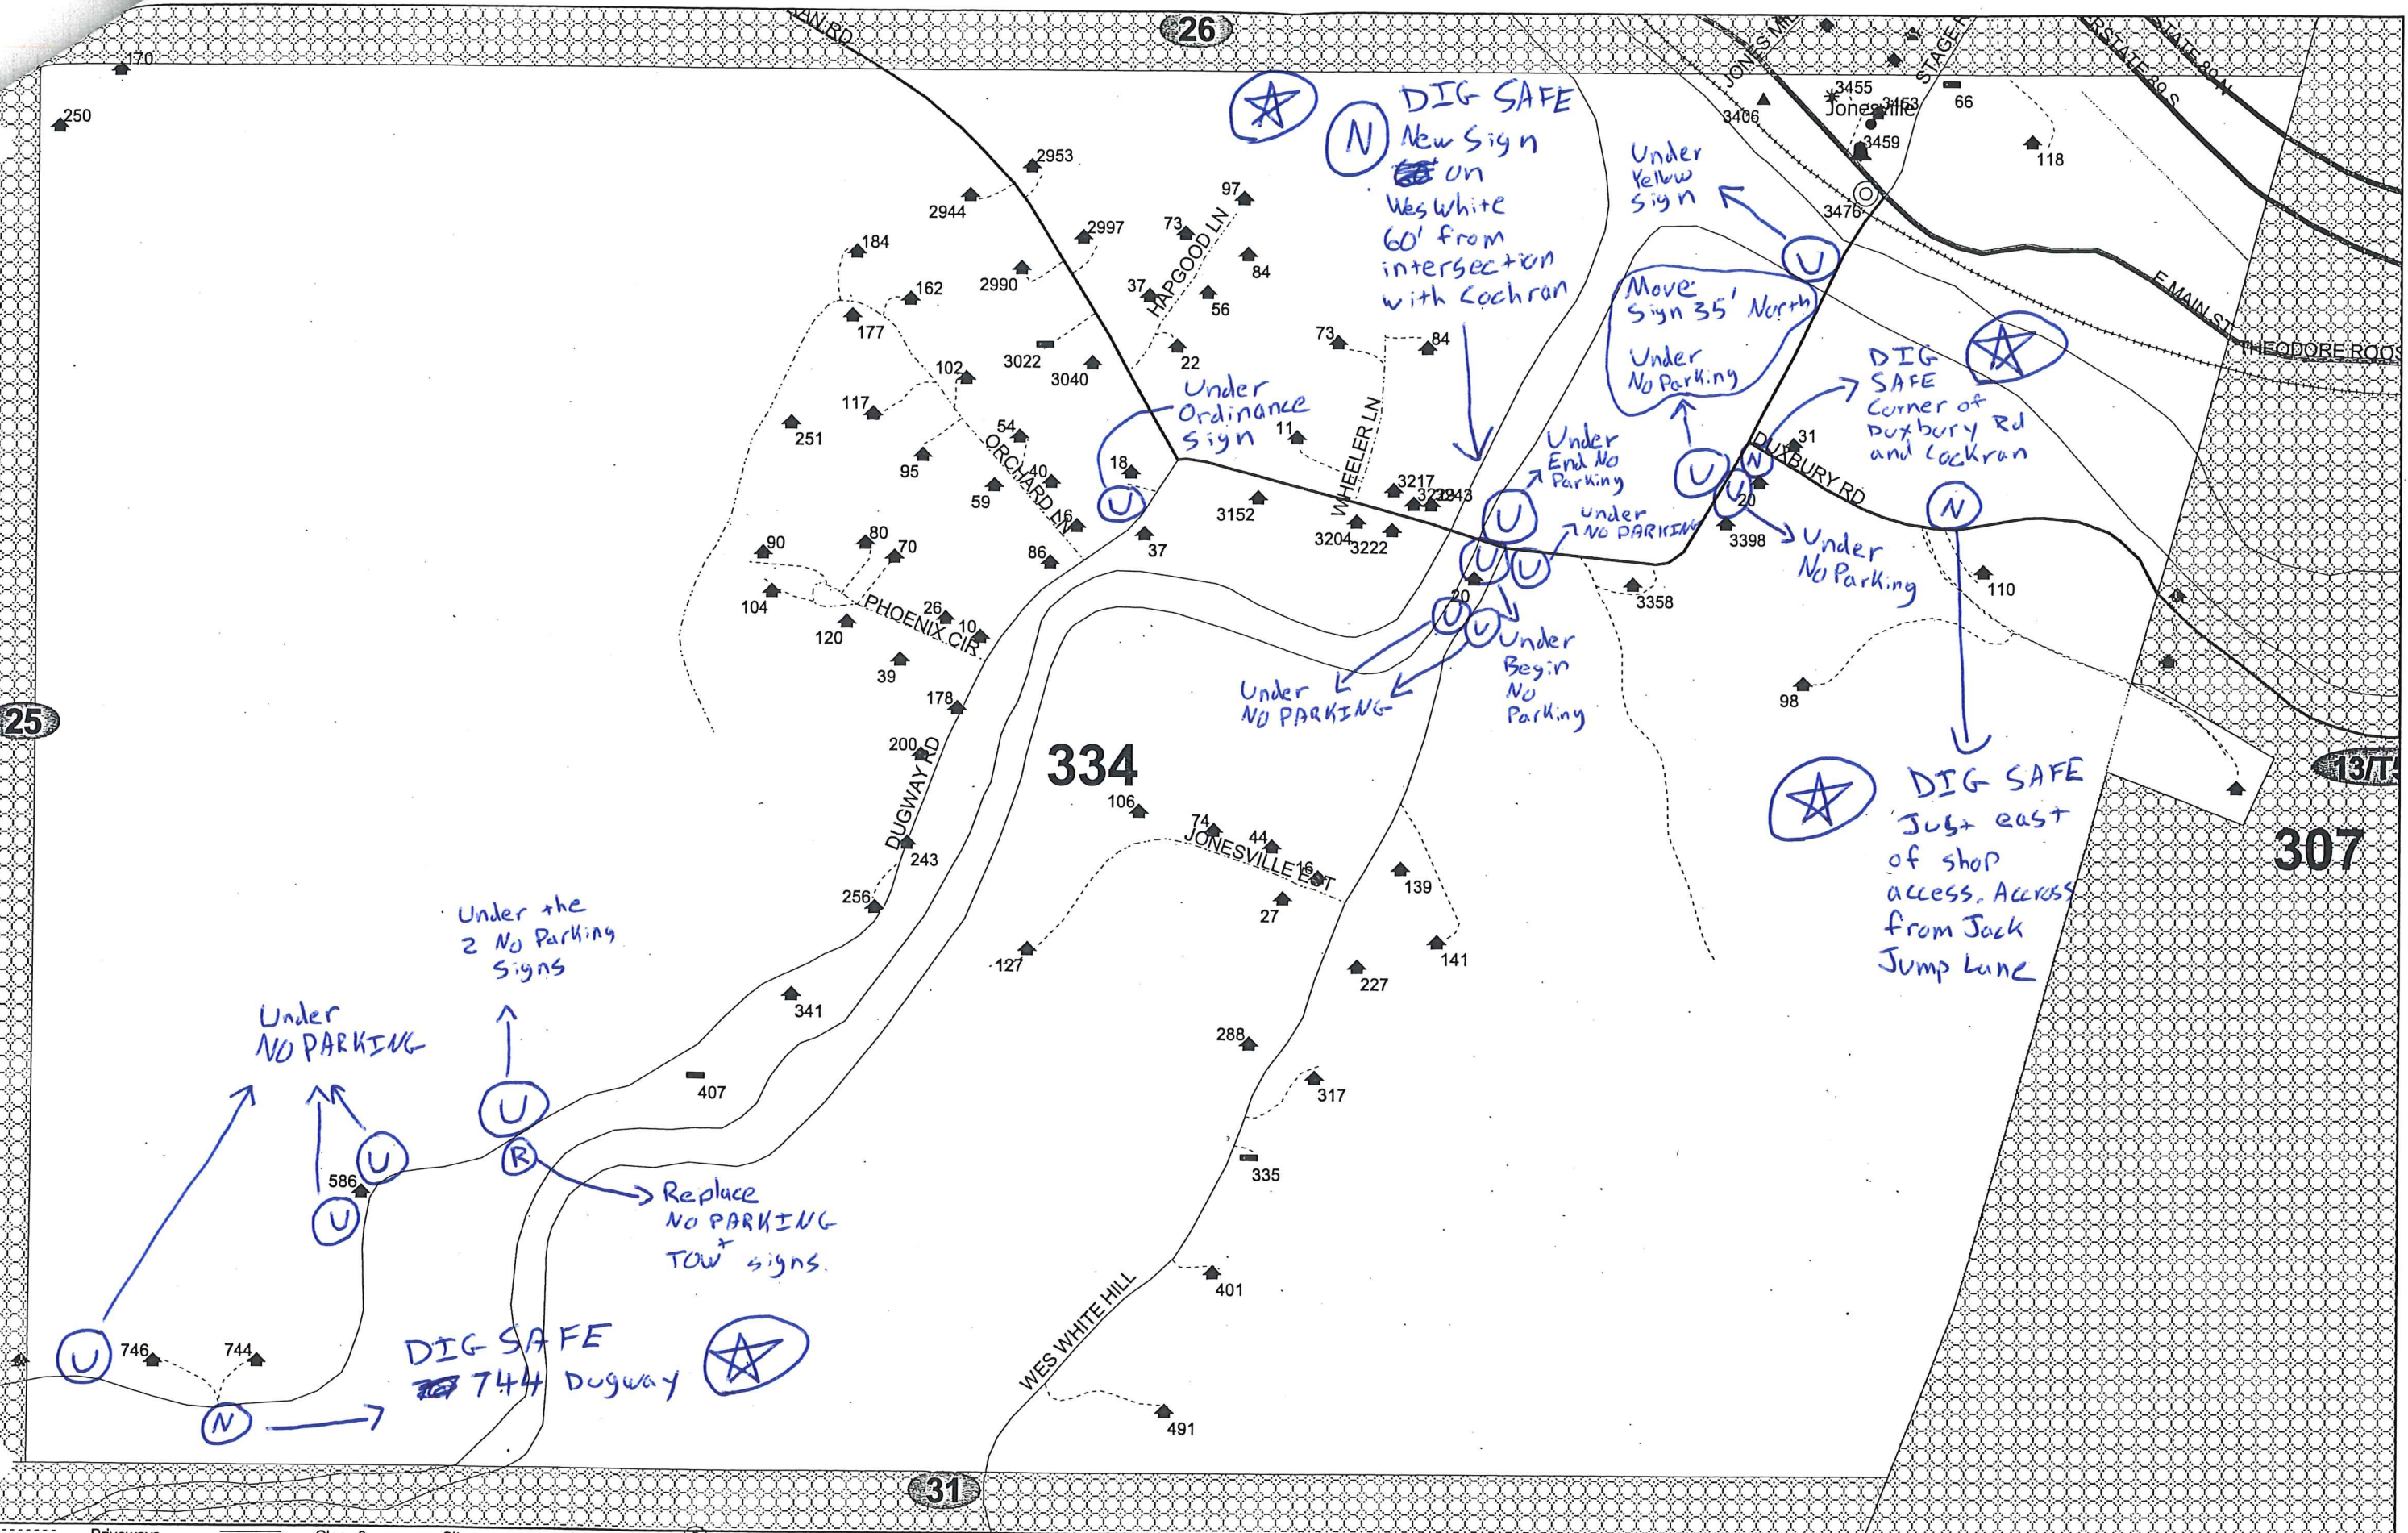 26
170
250
JONES MI
STAGE R
3455
Jonesville
3453
66
3406
3459
118
3476
STATE 89 N
RSTATE 89 S
E MAIN ST
THEODORE ROOS
DIG SAFE
N
New Sign
on
Wes White
60' from
intersection
with Cochran
Under
Yellow
Sign
U
Move
Sign 35' North
Under
No Parking
DIG
SAFE
Corner of
Duxbury Rd
and Cockran
2953
2944
2997
2990
184
162
177
97
73
84
37
56
22
HAPGOOD LN
3022
3040
102
117
251
95
54
40
59
6
ORCHARD LN
18
Under
Ordinance
Sign
U
37
86
3152
73
84
11
WHEELER LN
3217
3243
3204
3222
Under
End No
Parking
U
under
NO PARKING
U
U
20
U
U
Under
NO PARKING
Under
Begin
No
Parking
U
N
U
20
31
DUXBURY RD
3398
Under
No Parking
N
110
3358
98
90
80
70
104
120
26
10
PHOENIX CIR
39
178
200
DUGWAY RD
243
256
25
334
106
74
44
16
JONESVILLE EST
27
127
139
141
227
288
317
335
401
491
WES WHITE HILL
13/T
307
DIG SAFE
Just east
of shop
access. Accross
from Jack
Jump Lane
341
407
Under the
2 No Parking
Signs
U
R
Replace
NO PARKING
+
TOW signs.
Under
NO PARKING
U
586
U
U
746
744
N
DIG SAFE
744 Dugway
31